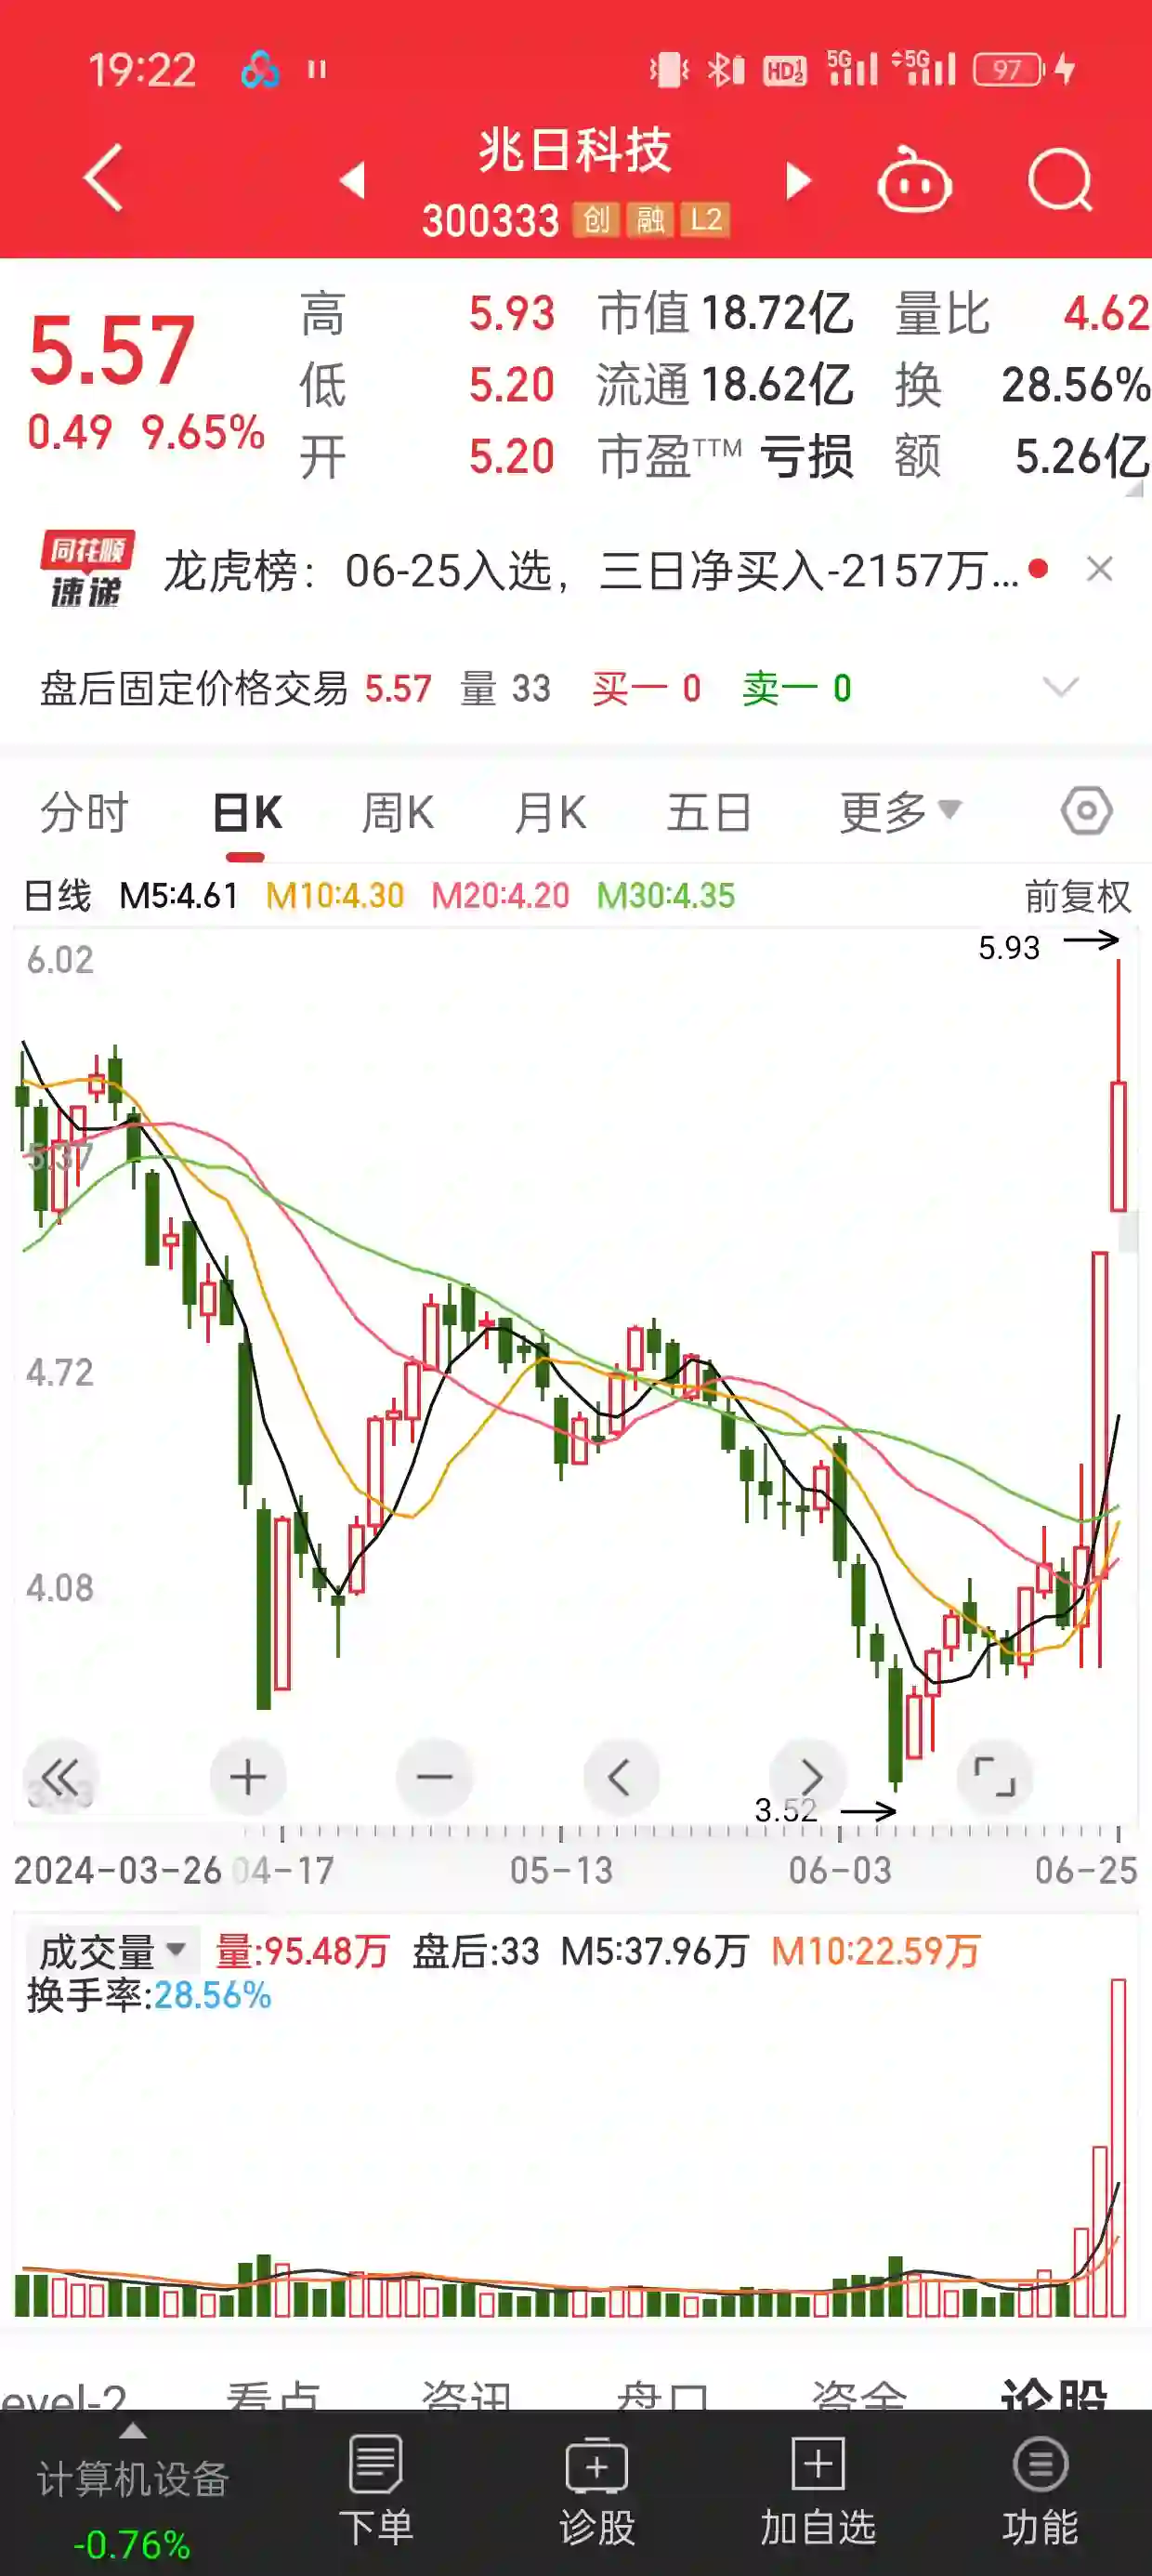 19:22 HD 1 2 5G 5G 97
兆日科技
300333 创 融 L2
5.57
0.49 9.65%
高 5.93 市值 18.72亿 量比 4.62
低 5.20 流通 18.62亿 换 28.56%
开 5.20 市盈TTM 亏损 额 5.26亿
同花顺
速递
龙虎榜：06-25入选，三日净买入-2157万...
盘后固定价格交易 5.57 量 33 买一 0 卖一 0
分时 日K 周K 月K 五日 更多
日线 M5:4.61 M10:4.30 M20:4.20 M30:4.35 前复权
5.93
6.02
5.37
4.72
4.08
3.52
2024-03-26 04-17 05-13 06-03 06-25
成交量 量:95.48万 盘后:33 M5:37.96万 M10:22.59万
换手率:28.56%
evel-2 看点 资讯 盘口 资金 论股
计算机设备
-0.76%
下单 诊股 加自选 功能